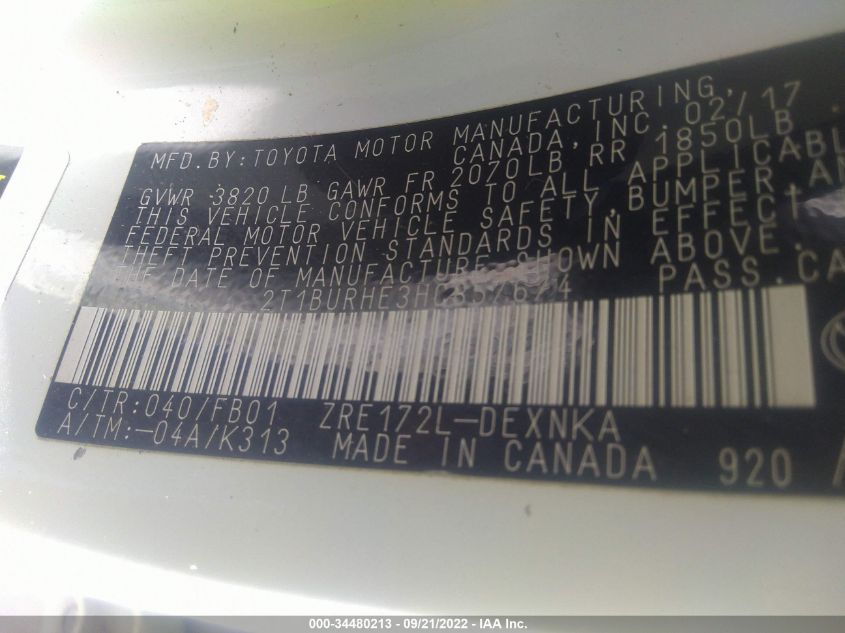 MFD.BY:TOYOTA MOTOR MANUFACTURING,
CANADA, INC. 02/17
GVWR 3820 LB GAWR FR 2070LB, RR 1850LB
THIS VEHICLE CONFORMS TO ALL APPLICABL
FEDERAL MOTOR VEHICLE SAFETY, BUMPER, AN
THEFT PREVENTION STANDARDS IN EFFECT
THE DATE OF MANUFACTURE SHOWN ABOVE.
PASS.CA
C/TR:040/FB01 ZRE172L-DEXNKA
A/TM:-04A/K313 MADE IN CANADA 920
000-34480213 - 09/21/2022 - IAA Inc.